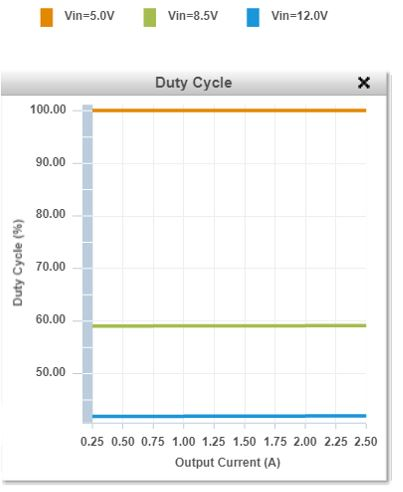 Vin=5.0V Vin=8.5V Vin=12.0V
Duty Cycle
100.00
90.00
80.00
70.00
60.00
50.00
Duty Cycle (%)
0.25 0.50 0.75 1.00 1.25 1.50 1.75 2.00 2.25 2.50
Output Current (A)